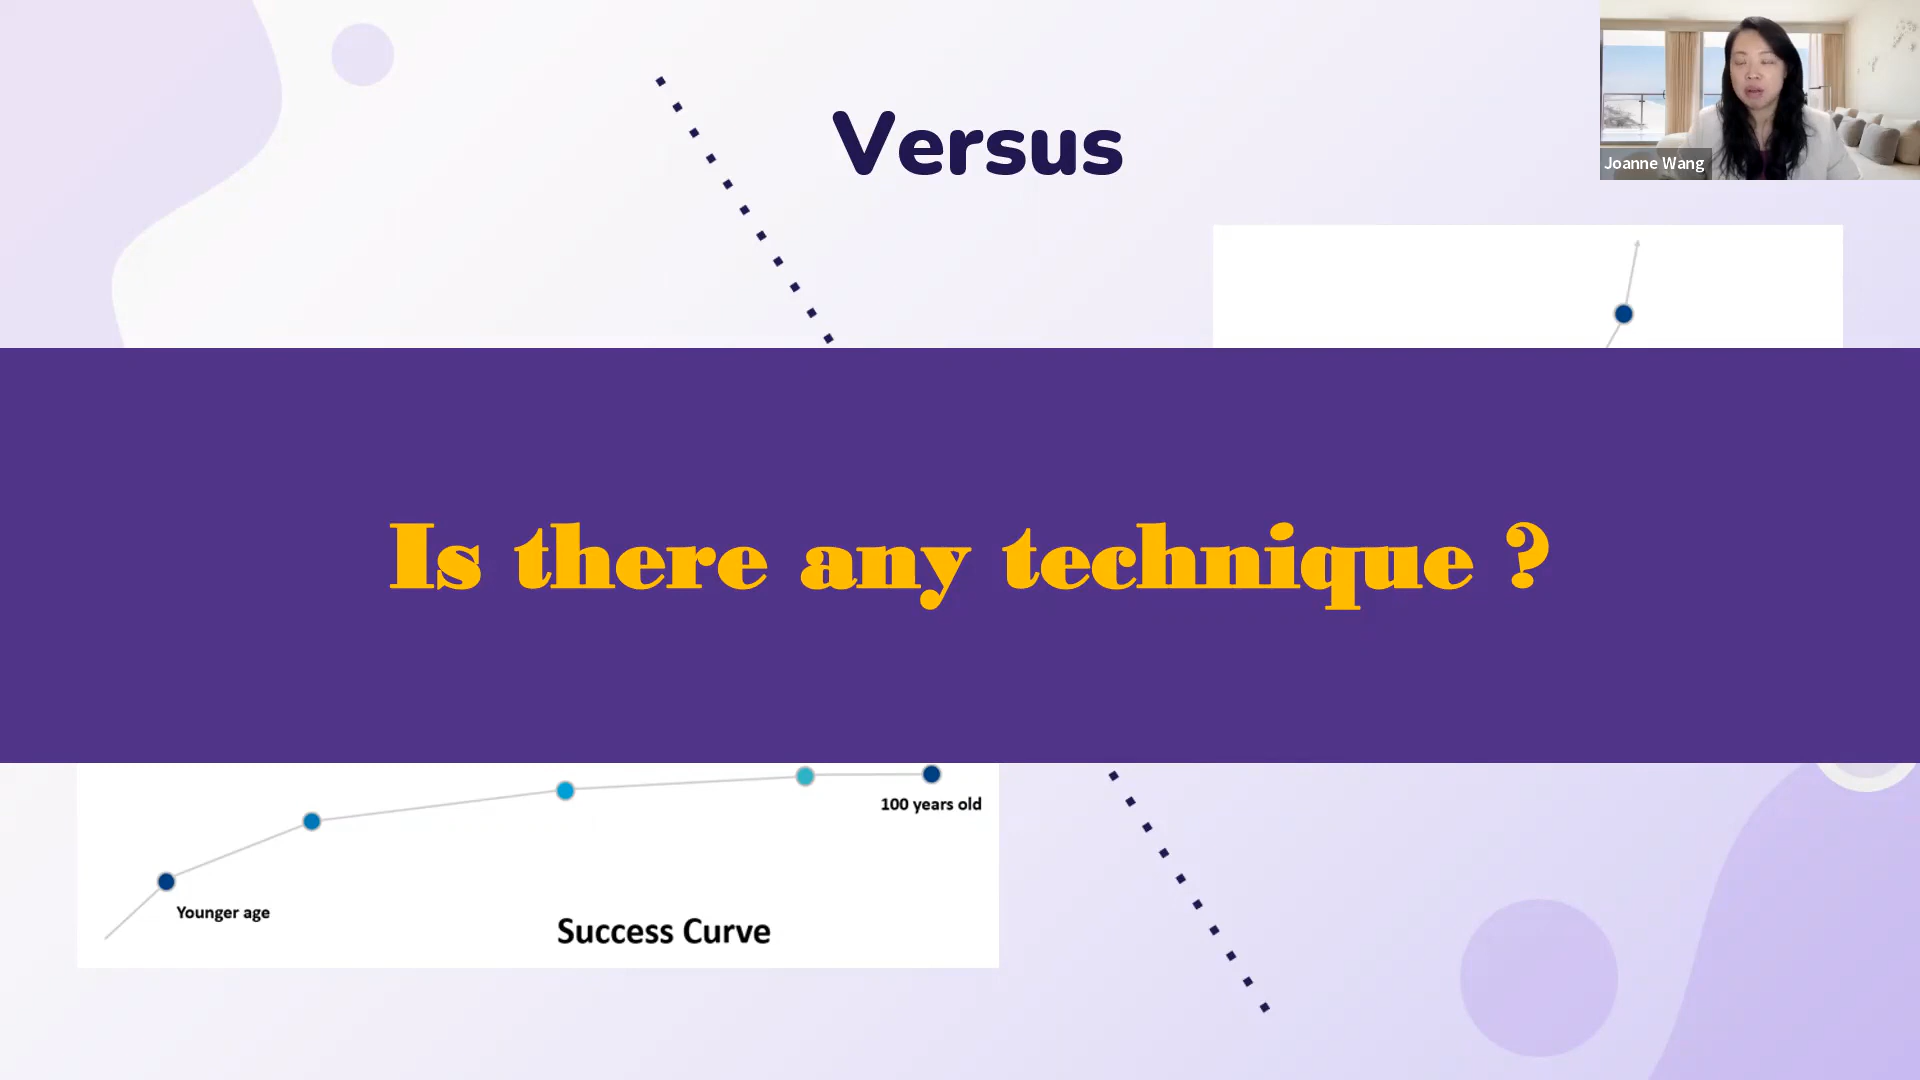 Versus
Joanne Wang
Is there any technique ?
100 years old
Younger age
Success Curve